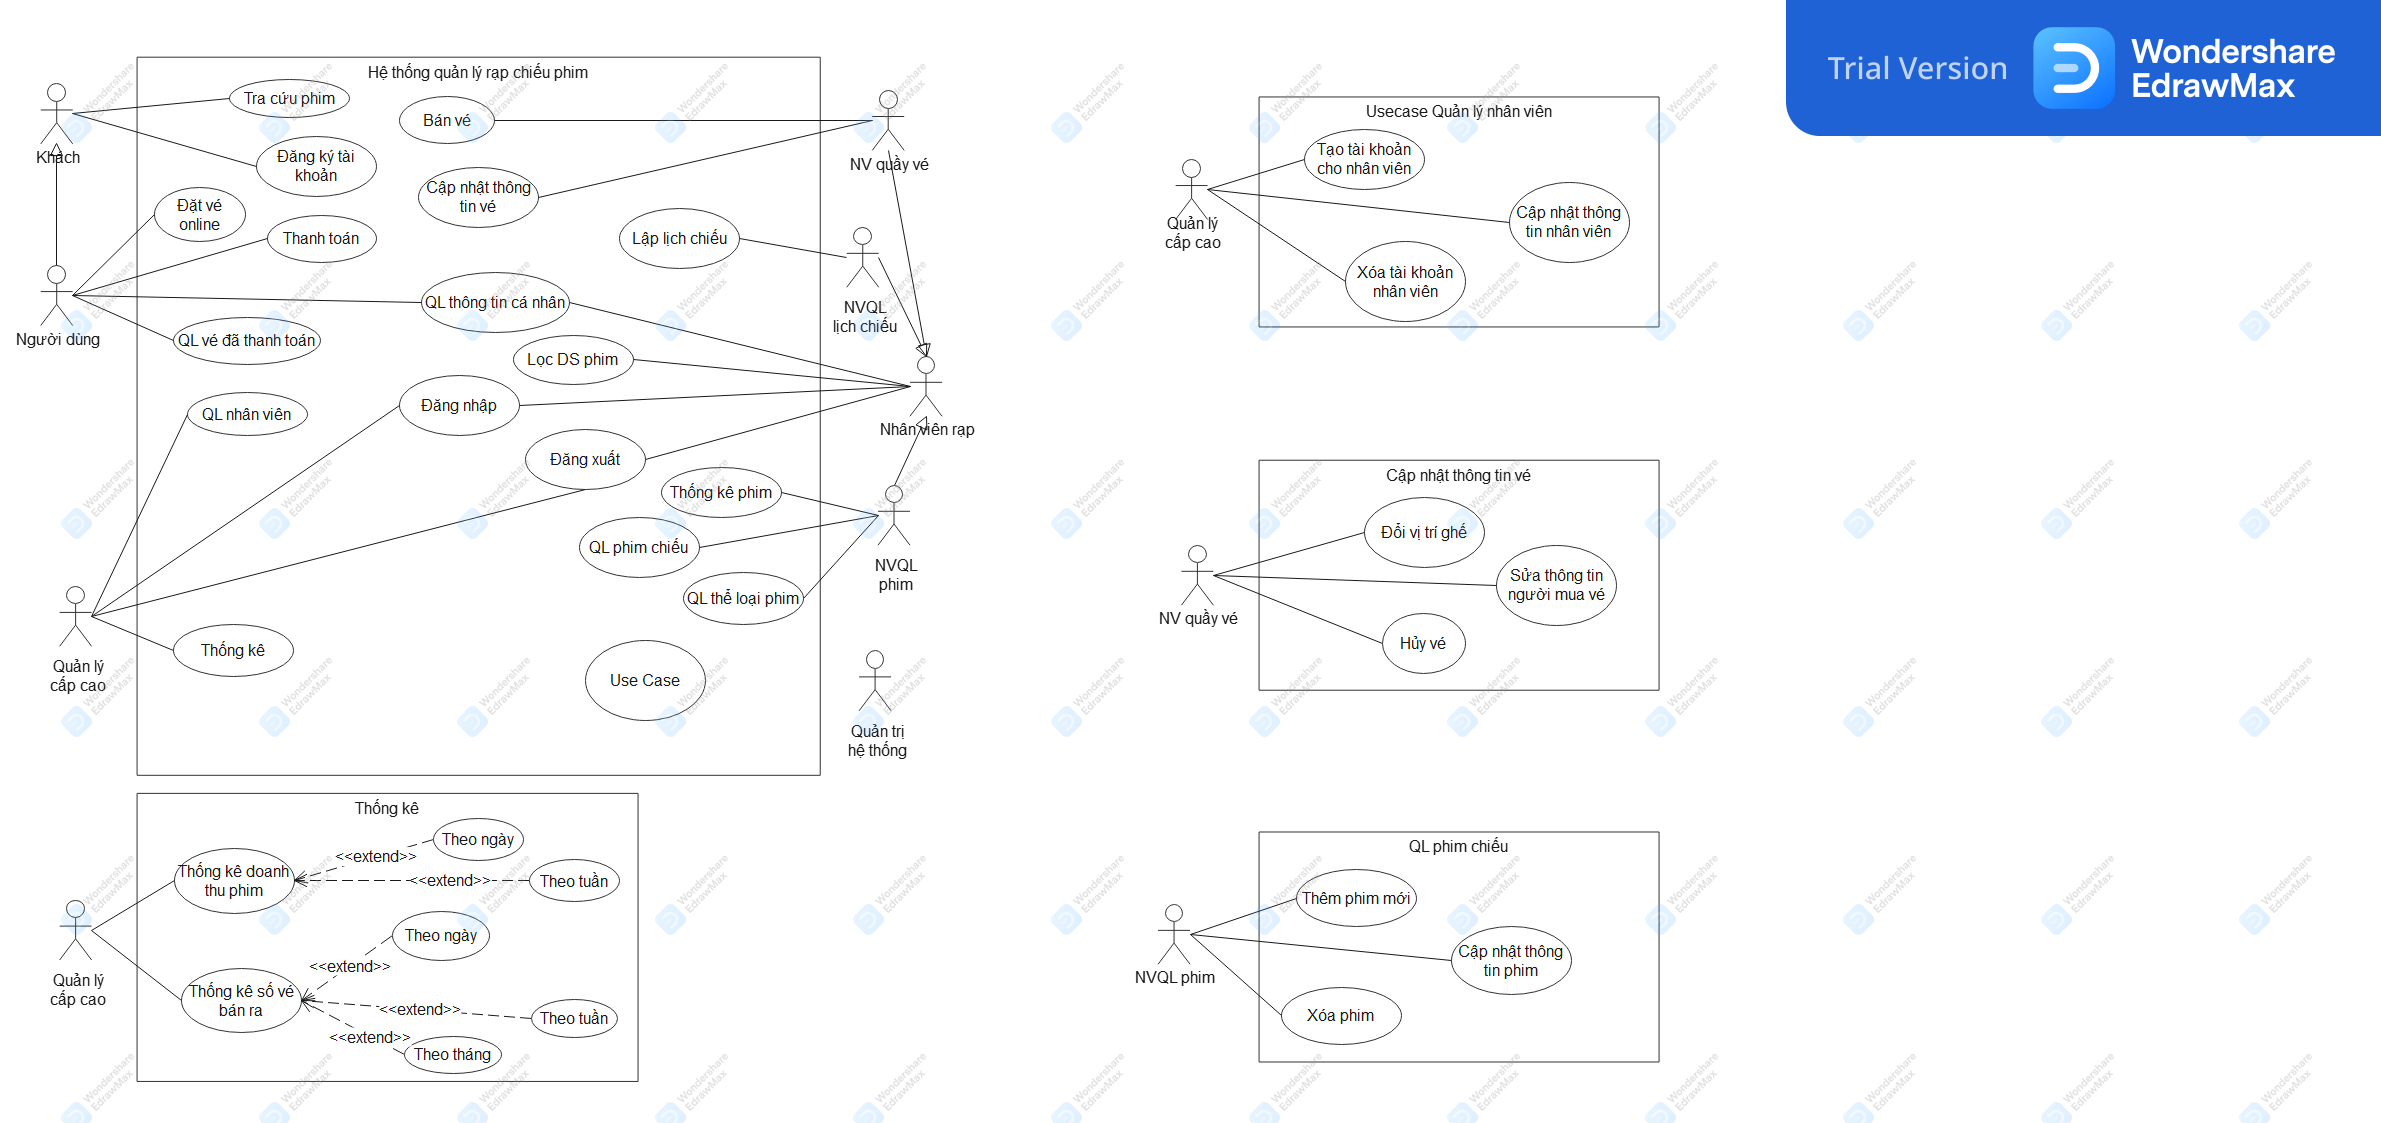 Trial Version
Wondershare
EdrawMax
Hệ thống quản lý rạp chiếu phim
Tra cứu phim
Bán vé
Khách
Đăng ký tài
khoản
NV quầy vé
Cập nhật thông
tin vé
Đặt vé
online
Thanh toán
Lập lịch chiếu
NVQL
lịch chiếu
QL thông tin cá nhân
Người dùng
QL vé đã thanh toán
Lọc DS phim
QL nhân viên
Đăng nhập
Nhân viên rạp
Đăng xuất
Thống kê phim
QL phim chiếu
NVQL
phim
QL thể loại phim
Thống kê
Quản lý
cấp cao
Use Case
Quản trị
hệ thống
Thống kê
Theo ngày
<<extend>>
Thống kê doanh
thu phim
<<extend>>
Theo tuần
Theo ngày
<<extend>>
Quản lý
cấp cao
Thống kê số vé
bán ra
<<extend>>
Theo tuần
<<extend>>
Theo tháng
Usecase Quản lý nhân viên
Tạo tài khoản
cho nhân viên
Quản lý
cấp cao
Cập nhật thông
tin nhân viên
Xóa tài khoản
nhân viên
Cập nhật thông tin vé
Đổi vị trí ghế
Sửa thông tin
người mua vé
NV quầy vé
Hủy vé
QL phim chiếu
Thêm phim mới
Cập nhật thông
tin phim
NVQL phim
Xóa phim